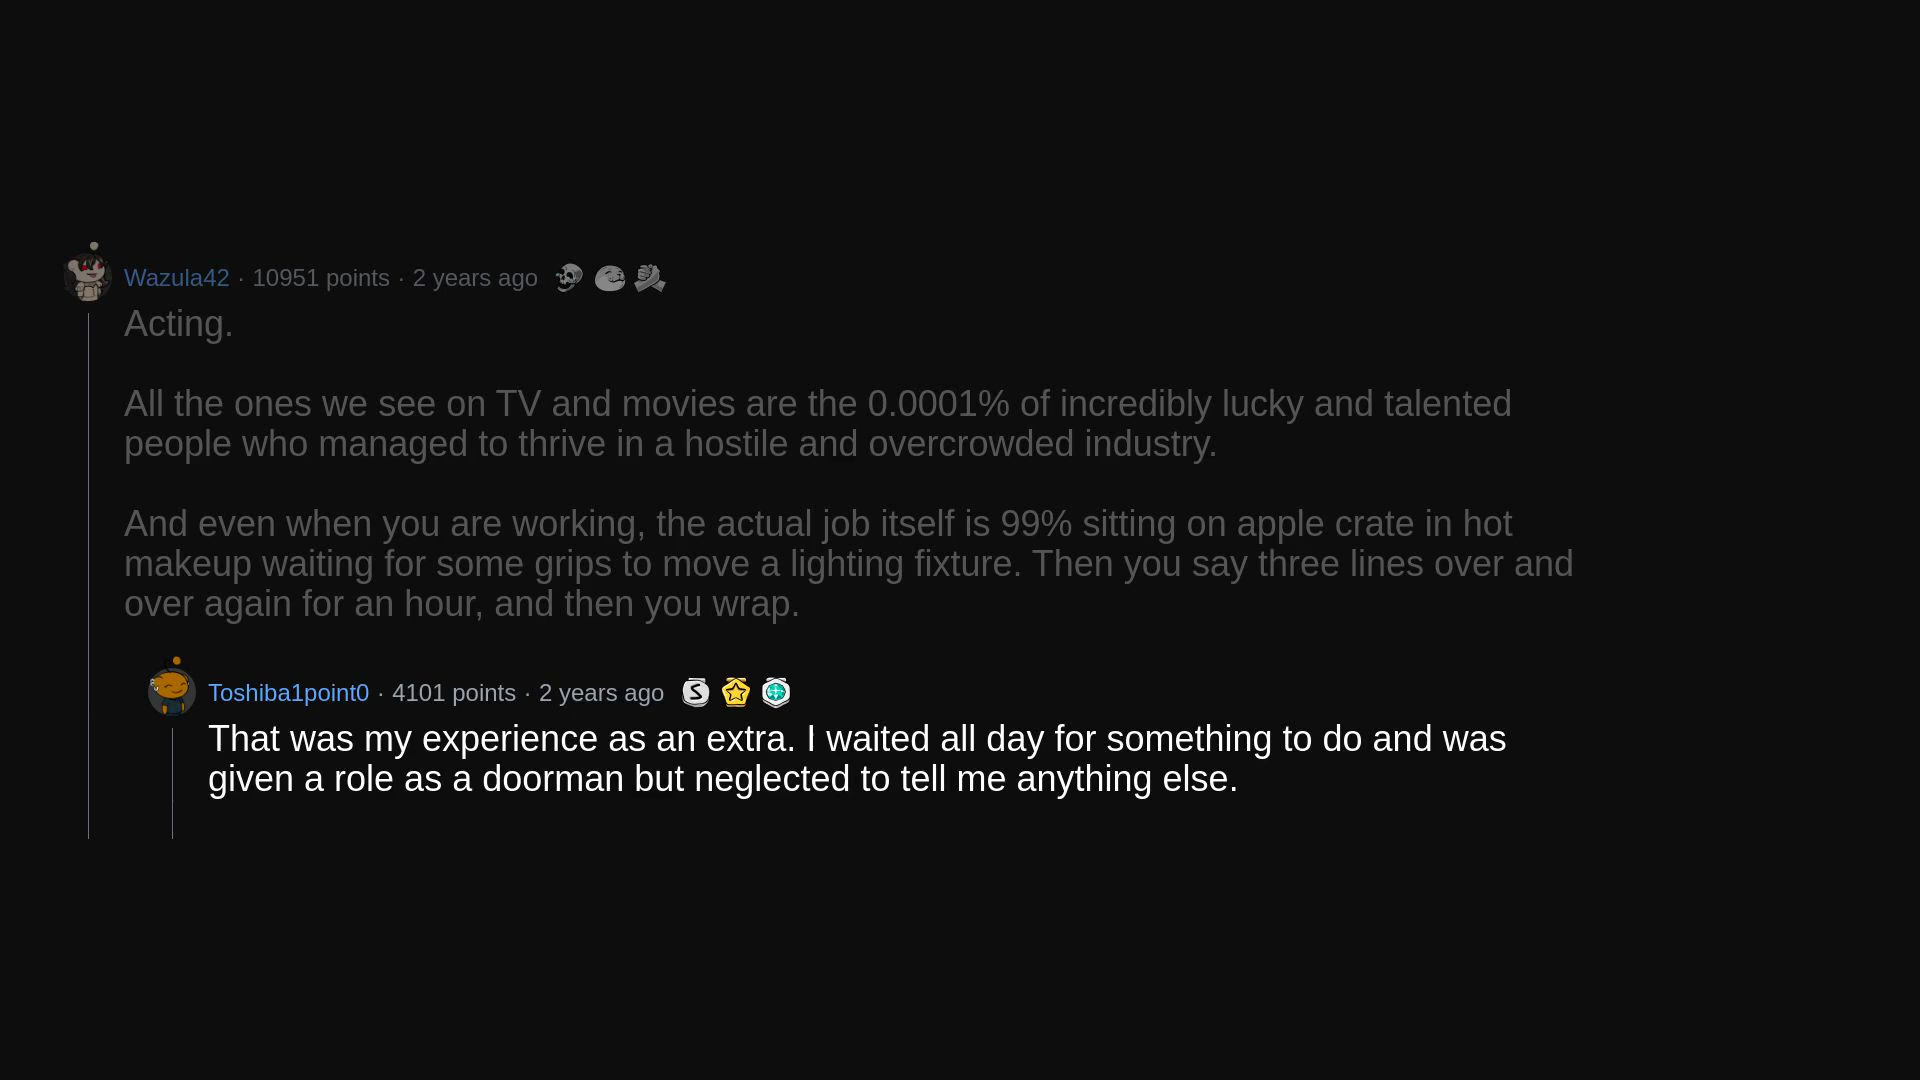 Wazula42 · 10951 points · 2 years ago
Acting.
All the ones we see on TV and movies are the 0.0001% of incredibly lucky and talented
people who managed to thrive in a hostile and overcrowded industry.
And even when you are working, the actual job itself is 99% sitting on apple crate in hot
makeup waiting for some grips to move a lighting fixture. Then you say three lines over and
over again for an hour, and then you wrap.
Toshiba1point0 · 4101 points · 2 years ago
That was my experience as an extra. I waited all day for something to do and was
given a role as a doorman but neglected to tell me anything else.